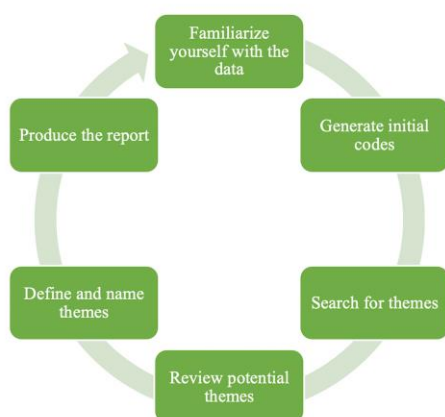 Familiarize
yourself with the
data
Generate initial
codes
Search for themes
Review potential
themes
Define and name
themes
Produce the report